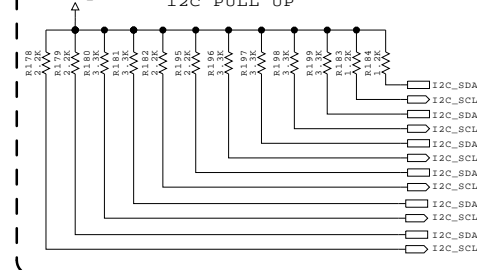 I2C PULL UP
R178 2.2K
R179 2.2K
R180 3.3K
R181 3.3K
R182 2.2K
R195 2.2K
R196 3.3K
R197 3.3K
R198 3.3K
R199 3.3K
R183 1.2K
R184 1.2K
I2C_SDA
I2C_SCL
I2C_SDA
I2C_SCL
I2C_SDA
I2C_SCL
I2C_SDA
I2C_SCL
I2C_SDA
I2C_SCL
I2C_SDA
I2C_SCL